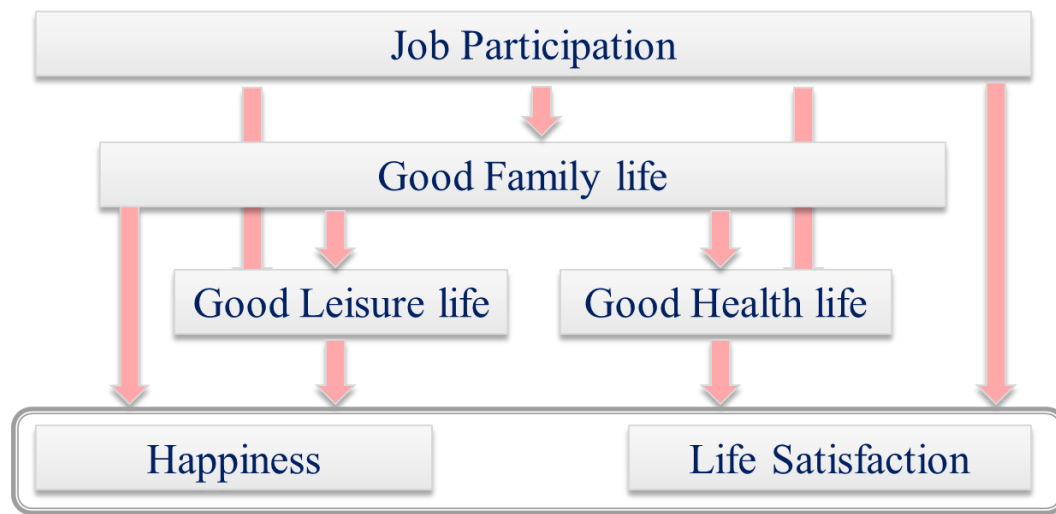 Job Participation
Good Family life
Good Leisure life
Good Health life
Happiness
Life Satisfaction